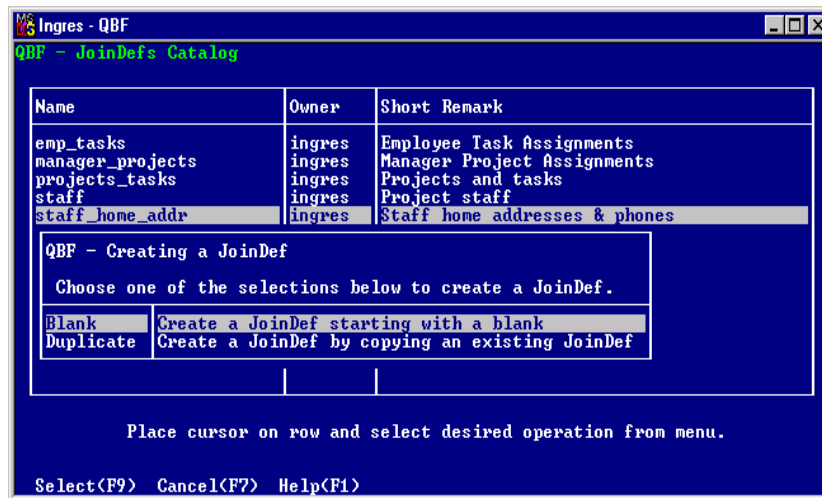 Ingres - QBF
QBF - JoinDefs Catalog
Name Owner Short Remark
emp_tasks ingres Employee Task Assignments
manager_projects ingres Manager Project Assignments
projects_tasks ingres Projects and tasks
staff ingres Project staff
staff_home_addr ingres Staff home addresses & phones
QBF - Creating a JoinDef
Choose one of the selections below to create a JoinDef.
Blank Create a JoinDef starting with a blank
Duplicate Create a JoinDef by copying an existing JoinDef
Place cursor on row and select desired operation from menu.
Select(F9) Cancel(F7) Help(F1)